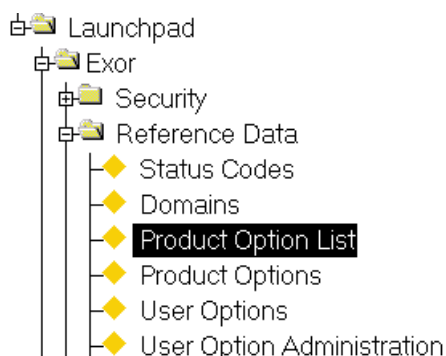 Launchpad
Exor
Security
Reference Data
Status Codes
Domains
Product Option List
Product Options
User Options
User Option Administration